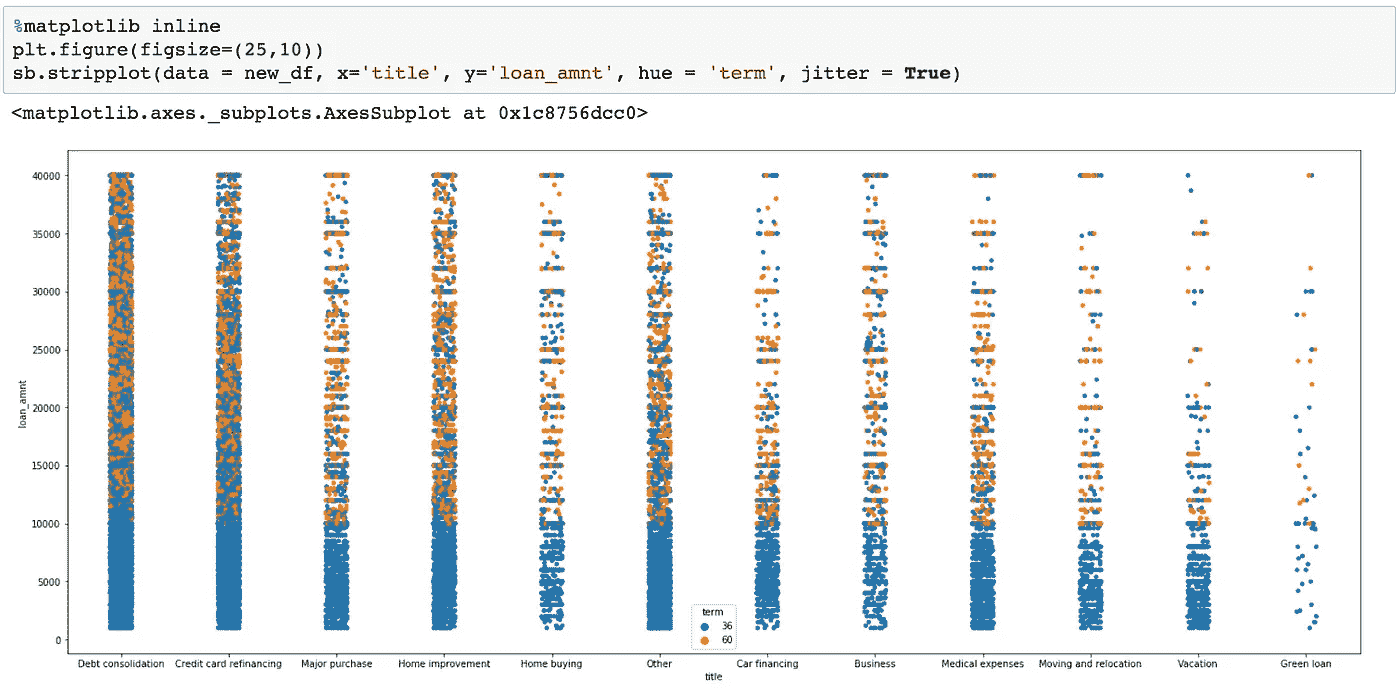 %matplotlib inline
plt.figure(figsize=(25,10))
sb.stripplot(data = new_df, x='title', y='loan_amnt', hue = 'term', jitter = True)
<matplotlib.axes._subplots.AxesSubplot at 0x1c8756dcc0>
40000
35000
30000
25000
20000
15000
10000
5000
0
loan_amnt
term
36
60
Debt consolidation Credit card refinancing Major purchase Home improvement Home buying Other Car financing Business Medical expenses Moving and relocation Vacation Green loan
title